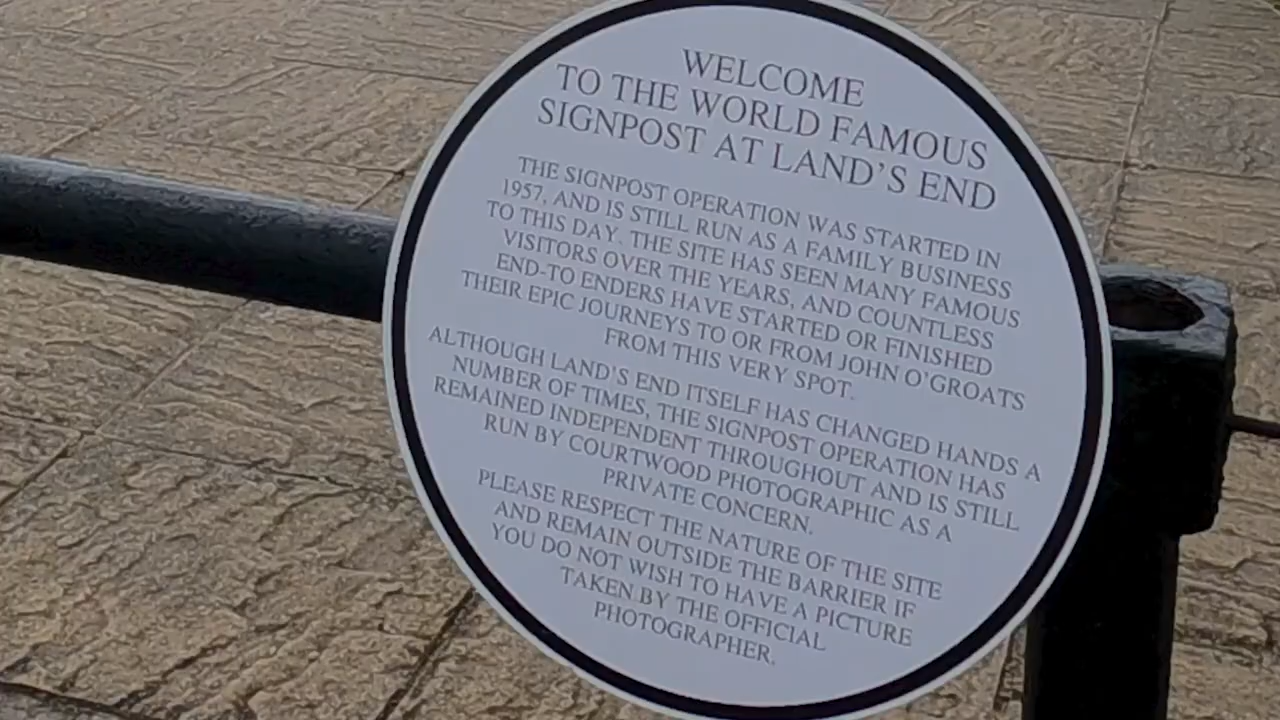 WELCOME
TO THE WORLD FAMOUS
SIGNPOST AT LAND'S END
THE SIGNPOST OPERATION WAS STARTED IN
1957, AND IS STILL RUN AS A FAMILY BUSINESS
TO THIS DAY. THE SITE HAS SEEN MANY FAMOUS
VISITORS OVER THE YEARS, AND COUNTLESS
END-TO ENDERS HAVE STARTED OR FINISHED
THEIR EPIC JOURNEYS TO OR FROM JOHN O'GROATS
FROM THIS VERY SPOT.
ALTHOUGH LAND'S END ITSELF HAS CHANGED HANDS A
NUMBER OF TIMES, THE SIGNPOST OPERATION HAS
REMAINED INDEPENDENT THROUGHOUT AND IS STILL
RUN BY COURTWOOD PHOTOGRAPHIC AS A
PRIVATE CONCERN.
PLEASE RESPECT THE NATURE OF THE SITE
AND REMAIN OUTSIDE THE BARRIER IF
YOU DO NOT WISH TO HAVE A PICTURE
TAKEN BY THE OFFICIAL
PHOTOGRAPHER.